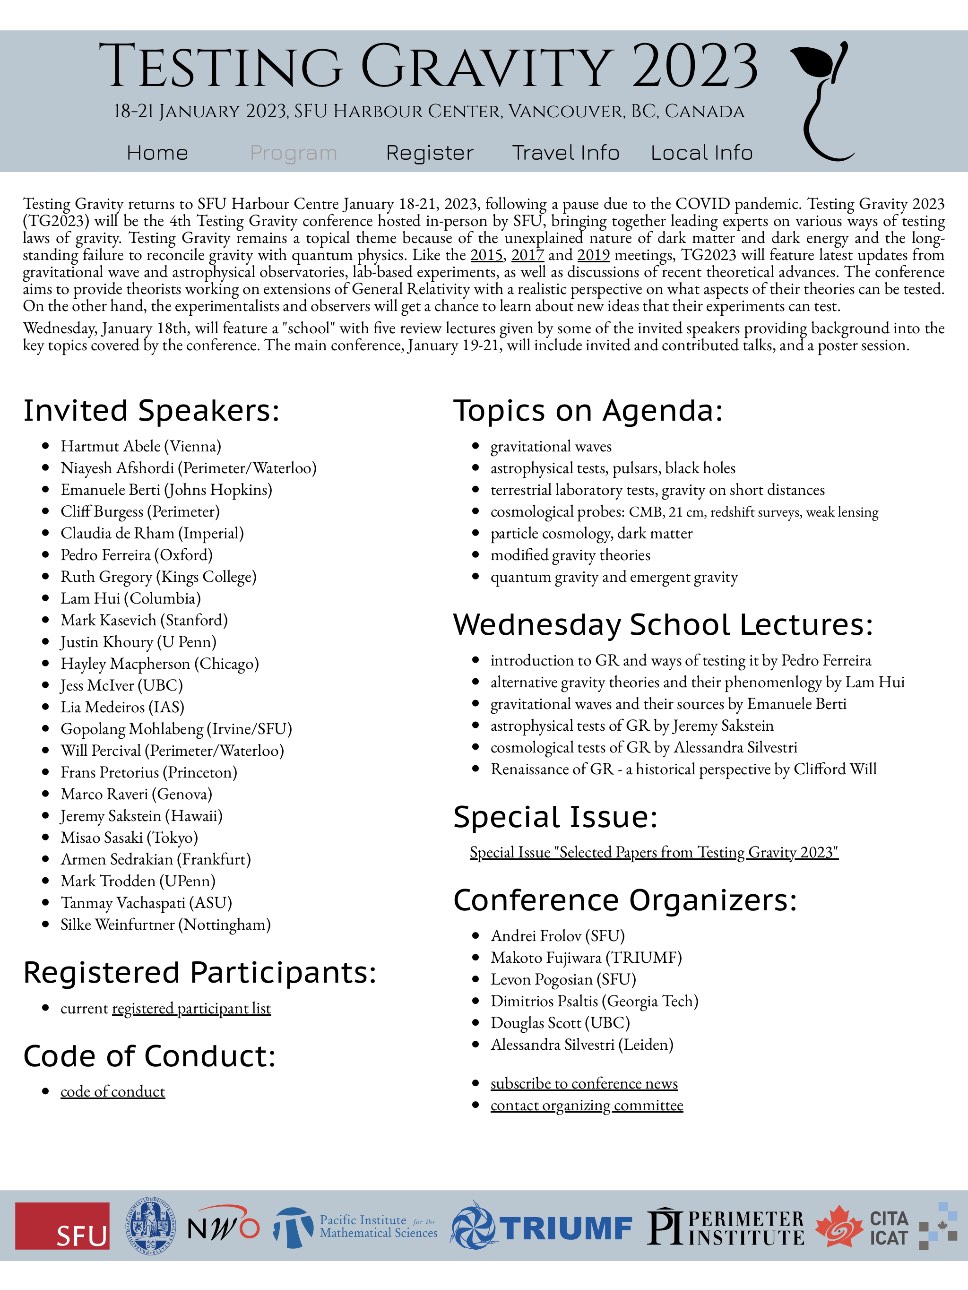 Testing Gravity 2023
18-21 January 2023, SFU Harbour Center, Vancouver, BC, Canada
Home Program Register Travel Info Local Info
Testing Gravity returns to SFU Harbour Centre January 18-21, 2023, following a pause due to the COVID pandemic. Testing Gravity 2023
(TG2023) will be the 4th Testing Gravity conference hosted in-person by SFU, bringing together leading experts on various ways of testing
laws of gravity. Testing Gravity remains a topical theme because of the unexplained nature of dark matter and dark energy and the long-
standing failure to reconcile gravity with quantum physics. Like the 2015, 2017 and 2019 meetings, TG2023 will feature latest updates from
gravitational wave and astrophysical observatories, lab-based experiments, as well as discussions of recent theoretical advances. The conference
aims to provide theorists working on extensions of General Relativity with a realistic perspective on what aspects of their theories can be tested.
On the other hand, the experimentalists and observers will get a chance to learn about new ideas that their experiments can test.
Wednesday, January 18th, will feature a "school" with five review lectures given by some of the invited speakers providing background into the
key topics covered by the conference. The main conference, January 19-21, will include invited and contributed talks, and a poster session.
Invited Speakers:
Hartmut Abele (Vienna)
Niayesh Afshordi (Perimeter/Waterloo)
Emanuele Berti (Johns Hopkins)
Cliff Burgess (Perimeter)
Claudia de Rham (Imperial)
Pedro Ferreira (Oxford)
Ruth Gregory (Kings College)
Lam Hui (Columbia)
Mark Kasevich (Stanford)
Justin Khoury (U Penn)
Hayley Macpherson (Chicago)
Jess McIver (UBC)
Lia Medeiros (IAS)
Gopolang Mohlabeng (Irvine/SFU)
Will Percival (Perimeter/Waterloo)
Frans Pretorius (Princeton)
Marco Raveri (Genova)
Jeremy Sakstein (Hawaii)
Misao Sasaki (Tokyo)
Armen Sedrakian (Frankfurt)
Mark Trodden (UPenn)
Tanmay Vachaspati (ASU)
Silke Weinfurtner (Nottingham)
Registered Participants:
current registered participant list
Code of Conduct:
code of conduct
Topics on Agenda:
gravitational waves
astrophysical tests, pulsars, black holes
terrestrial laboratory tests, gravity on short distances
cosmological probes: CMB, 21 cm, redshift surveys, weak lensing
particle cosmology, dark matter
modified gravity theories
quantum gravity and emergent gravity
Wednesday School Lectures:
introduction to GR and ways of testing it by Pedro Ferreira
alternative gravity theories and their phenomenlogy by Lam Hui
gravitational waves and their sources by Emanuele Berti
astrophysical tests of GR by Jeremy Sakstein
cosmological tests of GR by Alessandra Silvestri
Renaissance of GR - a historical perspective by Clifford Will
Special Issue:
Special Issue "Selected Papers from Testing Gravity 2023"
Conference Organizers:
Andrei Frolov (SFU)
Makoto Fujiwara (TRIUMF)
Levon Pogosian (SFU)
Dimitrios Psaltis (Georgia Tech)
Douglas Scott (UBC)
Alessandra Silvestri (Leiden)
subscribe to conference news
contact organizing committee
SFU
NWO
Pacific Institute for the
Mathematical Sciences
TRIUMF
PI PERIMETER
INSTITUTE
CITA
ICAT